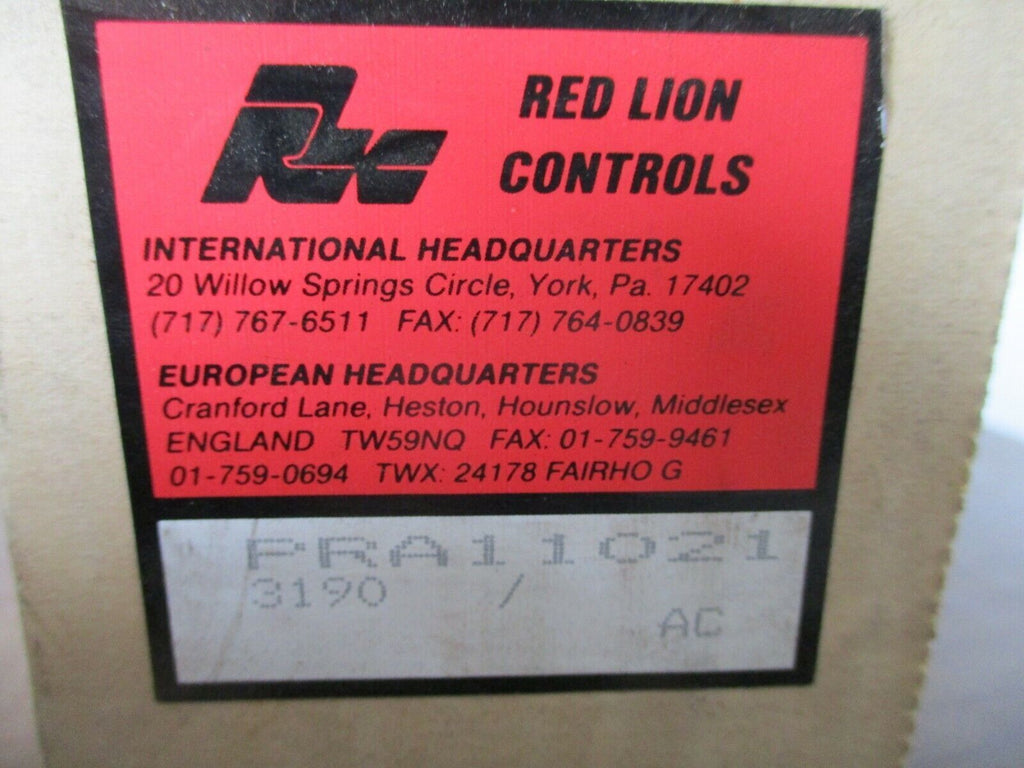 RLC
RED LION
CONTROLS
INTERNATIONAL HEADQUARTERS
20 Willow Springs Circle, York, Pa. 17402
(717) 767-6511 FAX: (717) 764-0839
EUROPEAN HEADQUARTERS
Cranford Lane, Heston, Hounslow, Middlesex
ENGLAND TW59NQ FAX: 01-759-9461
01-759-0694 TWX: 24178 FAIRHO G
PRA11021
3190 /
AC